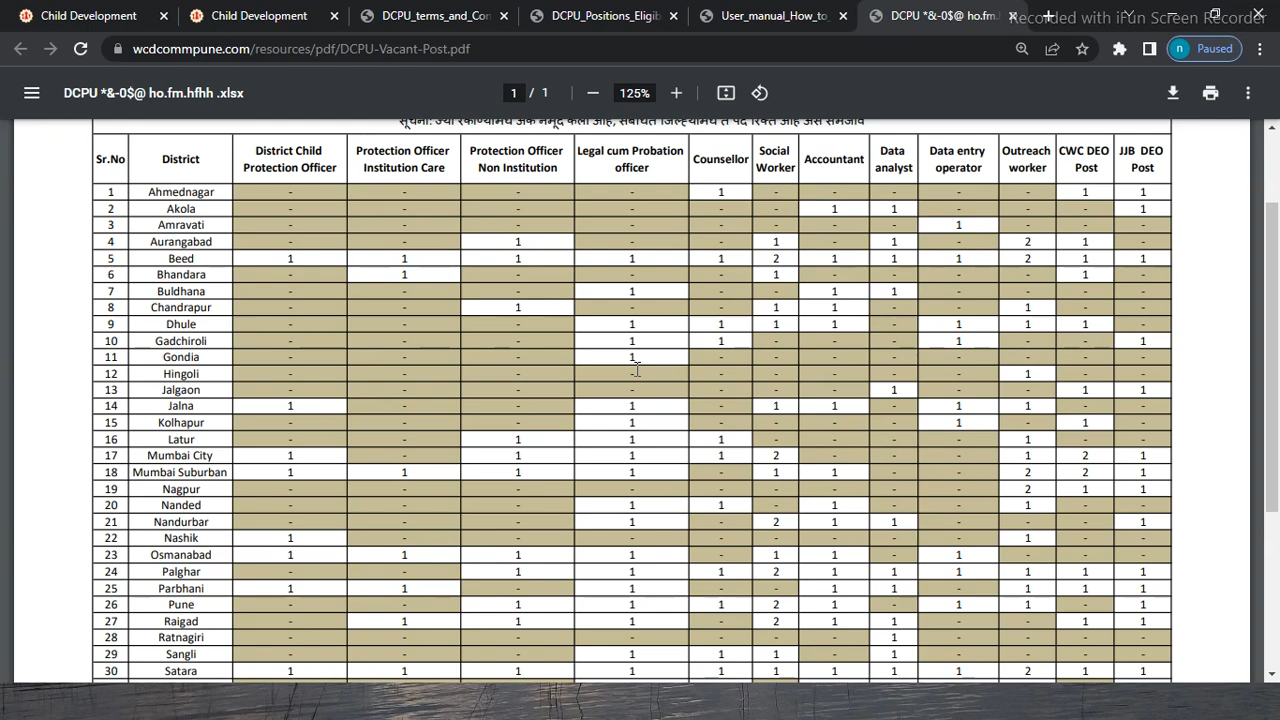 Child Development
Child Development
DCPU_terms_and_Con
DCPU_Positions_Eligib
User_manual_How_to_
DCPU *&-0$@ ho.fm.
Recorded with iFun Screen Recorder
wcdcommpune.com/resources/pdf/DCPU-Vacant-Post.pdf
n Paused
DCPU *&-0$@ ho.fm.hfhh .xlsx
1 / 1
125%
Sr.No District District Child Protection Officer Protection Officer Institution Care Protection Officer Non Institution Legal cum Probation officer Counsellor Social Worker Accountant Data analyst Data entry operator Outreach worker CWC DEO Post JJB DEO Post
1 Ahmednagar - - - - 1 - - - - - 1 1
2 Akola - - - - - - 1 1 - - - 1
3 Amravati - - - - - - - - 1 - - -
4 Aurangabad - - 1 - - 1 - 1 - 2 1 -
5 Beed 1 1 1 1 1 2 1 1 1 2 1 1
6 Bhandara - 1 - - - 1 - - - - 1 -
7 Buldhana - - - 1 - - 1 1 - - - -
8 Chandrapur - - 1 - - 1 1 - - 1 - -
9 Dhule - - - 1 1 1 1 - 1 1 1 -
10 Gadchiroli - - - 1 1 - - - 1 - - 1
11 Gondia - - - 1 - - - - - - - -
12 Hingoli - - - - - - - - - 1 - -
13 Jalgaon - - - - - - - 1 - - 1 1
14 Jalna 1 - - 1 - 1 1 - 1 1 - -
15 Kolhapur - - - 1 - - - - 1 - 1 -
16 Latur - - 1 1 1 - - - - 1 - -
17 Mumbai City 1 - 1 1 1 2 - - - 1 2 1
18 Mumbai Suburban 1 1 1 1 - 1 1 - - 2 2 1
19 Nagpur - - - - - - - - - 2 1 1
20 Nanded - - - 1 1 - 1 - - 1 - -
21 Nandurbar - - - 1 - 2 1 1 - - - 1
22 Nashik 1 - - - - - - - - 1 - -
23 Osmanabad 1 1 1 1 - 1 1 - 1 - - -
24 Palghar - - 1 1 1 2 1 1 1 1 1 1
25 Parbhani 1 1 - 1 - - 1 1 - - 1 1
26 Pune - - 1 1 1 2 1 - 1 1 - 1
27 Raigad - 1 1 1 - 2 1 1 - - 1 1
28 Ratnagiri - - - - - - - 1 - - - -
29 Sangli - - - 1 1 1 - 1 - - - -
30 Satara 1 1 1 1 1 1 1 1 1 2 1 1